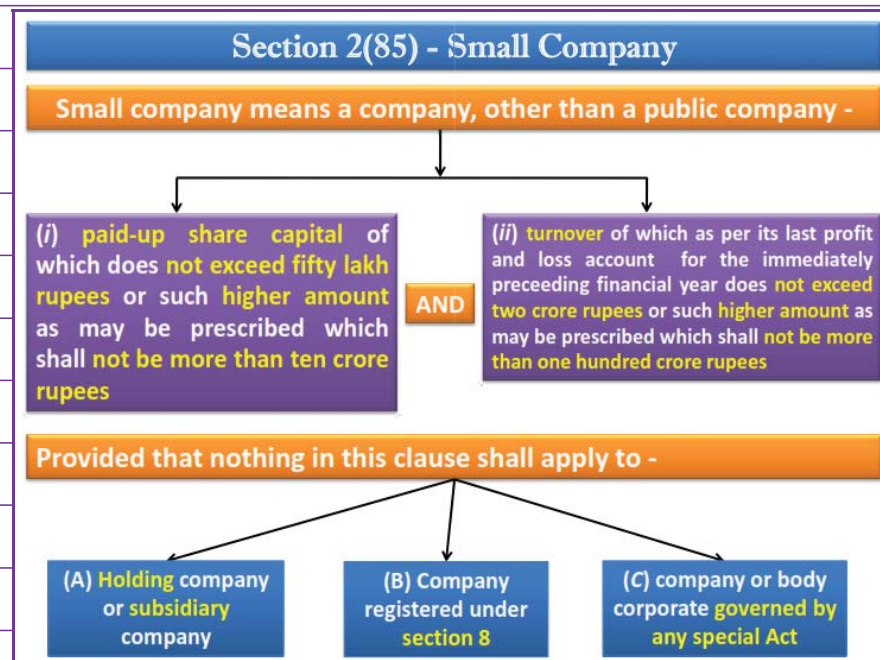 Section 2(85) - Small Company
Small company means a company, other than a public company -
(i) paid-up share capital of
which does not exceed fifty lakh
rupees or such higher amount
as may be prescribed which
shall not be more than ten crore
rupees
AND
(ii) turnover of which as per its last profit
and loss account for the immediately
preceeding financial year does not exceed
two crore rupees or such higher amount as
may be prescribed which shall not be more
than one hundred crore rupees
Provided that nothing in this clause shall apply to -
(A) Holding company
or subsidiary
company
(B) Company
registered under
section 8
(C) company or body
corporate governed by
any special Act